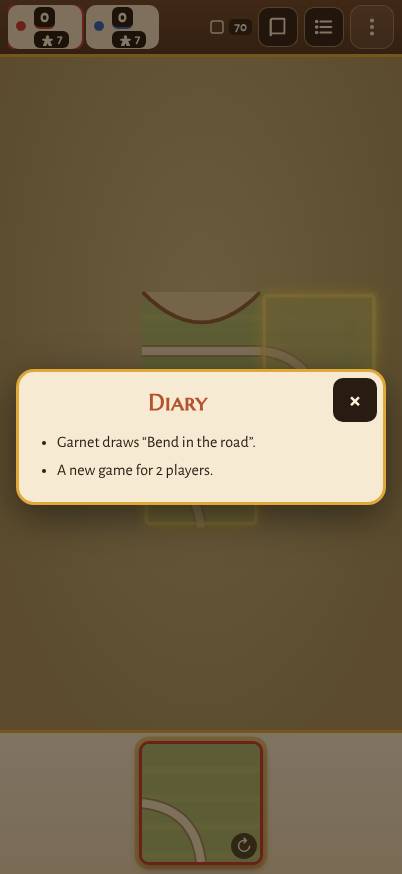 0
7
0
7
70
Diary
×
• Garnet draws “Bend in the road”.
• A new game for 2 players.